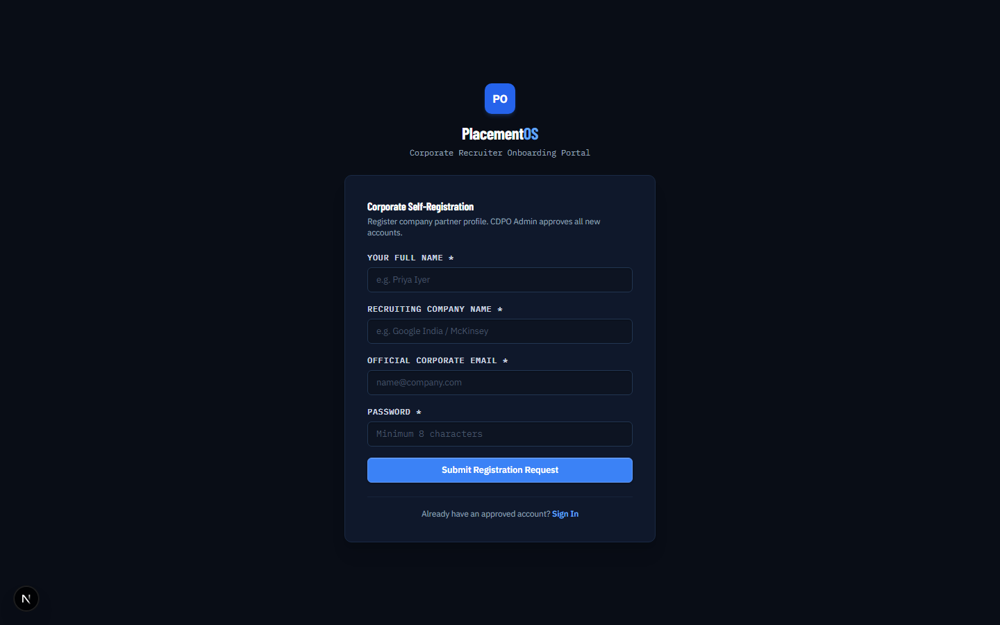 PO
PlacementOS
Corporate Recruiter Onboarding Portal
Corporate Self-Registration
Register company partner profile. CDPO Admin approves all new
accounts.
YOUR FULL NAME *
e.g. Priya Iyer
RECRUITING COMPANY NAME *
e.g. Google India / McKinsey
OFFICIAL CORPORATE EMAIL *
name@company.com
PASSWORD *
Minimum 8 characters
Submit Registration Request
Already have an approved account? Sign In
N